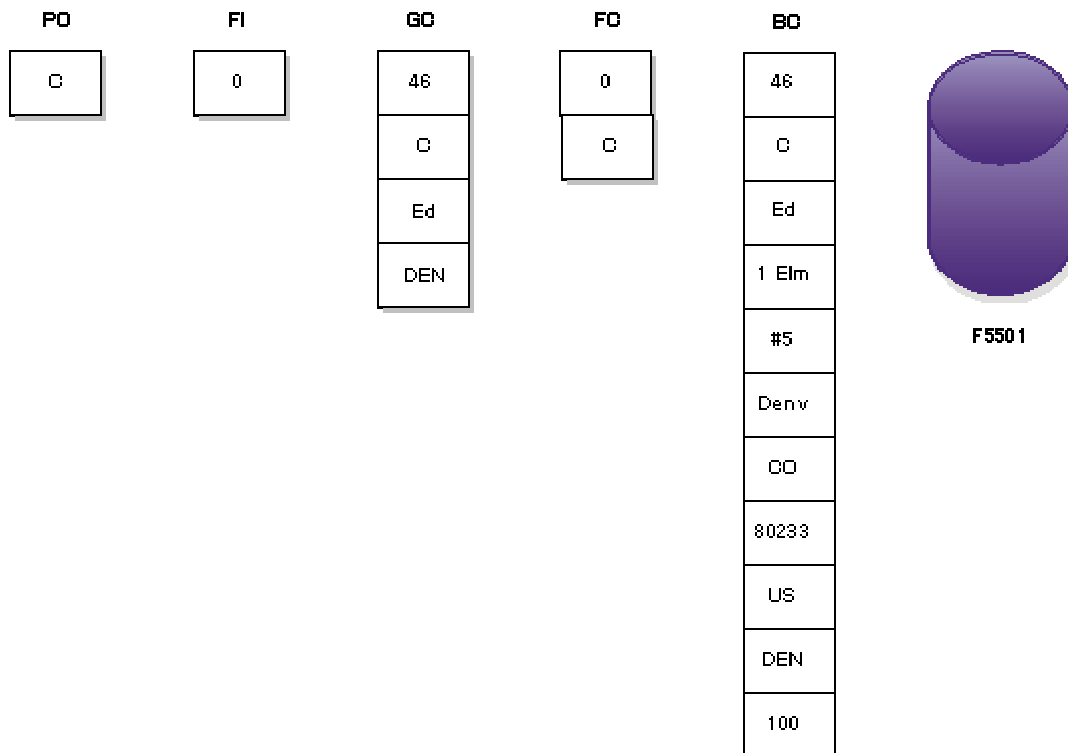 PO
FI
GC
FC
BC
C
0
46
0
46
C
C
C
Ed
Ed
DEN
1 Elm
#5
F5501
Denv
CO
80233
US
DEN
100